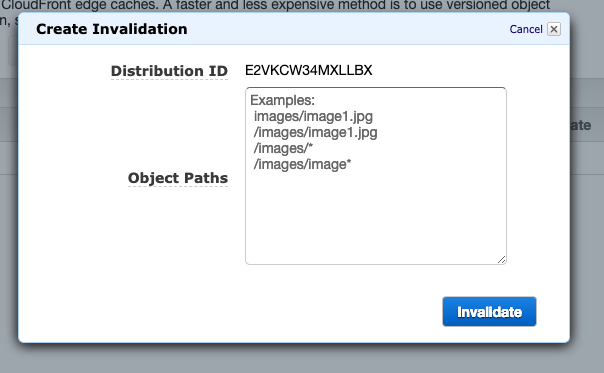 CloudFront edge caches. A faster and less expensive method is to use versioned object
n, s
Create Invalidation
Cancel
Distribution ID E2VKCW34MXLLBX
Object Paths
Examples:
images/image1.jpg
/images/image1.jpg
/images/*
/images/image*
ate
Invalidate